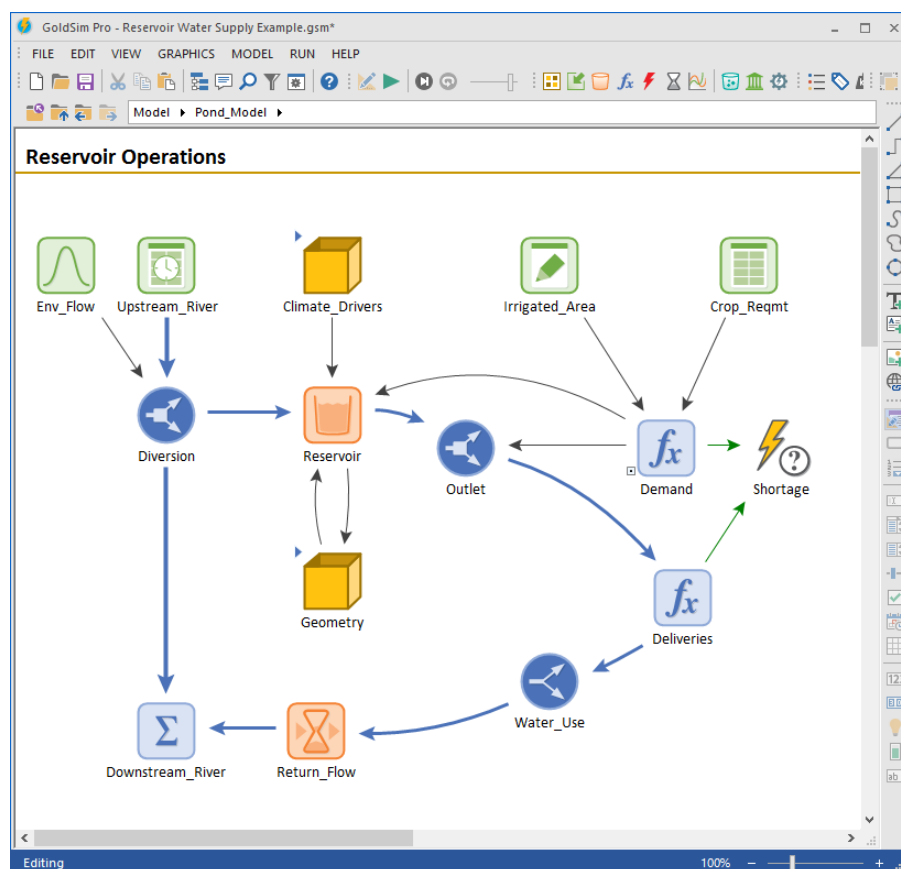 GoldSim Pro - Reservoir Water Supply Example.gsm*
FILE EDIT VIEW GRAPHICS MODEL RUN HELP
Model Pond_Model
Reservoir Operations
Env_Flow Upstream_River Climate_Drivers Irrigated_Area Crop_Reqmt
Diversion Reservoir Outlet Demand Shortage
Geometry Deliveries
Water_Use
Downstream_River Return_Flow
Editing 100%